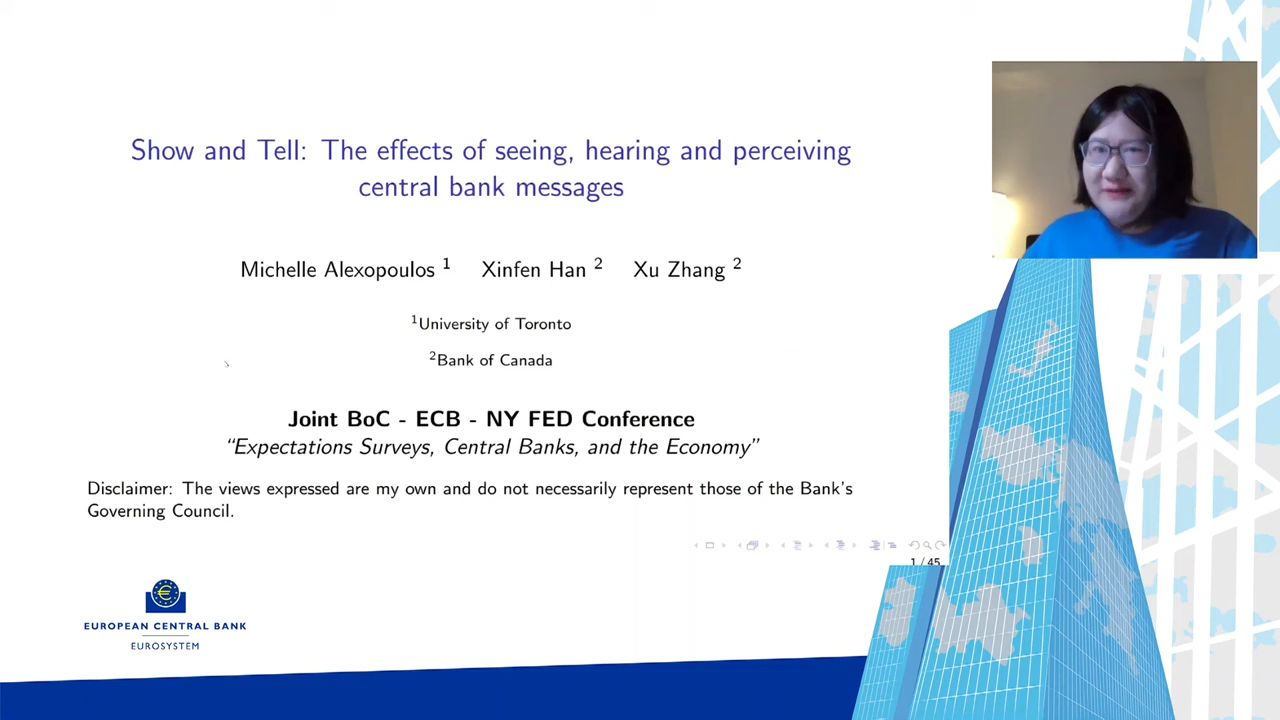 Show and Tell: The effects of seeing, hearing and perceiving
central bank messages
Michelle Alexopoulos 1 Xinfen Han 2 Xu Zhang 2
1University of Toronto
2Bank of Canada
Joint BoC - ECB - NY FED Conference
“Expectations Surveys, Central Banks, and the Economy”
Disclaimer: The views expressed are my own and do not necessarily represent those of the Bank's
Governing Council.
1 / 45
EUROPEAN CENTRAL BANK
EUROSYSTEM